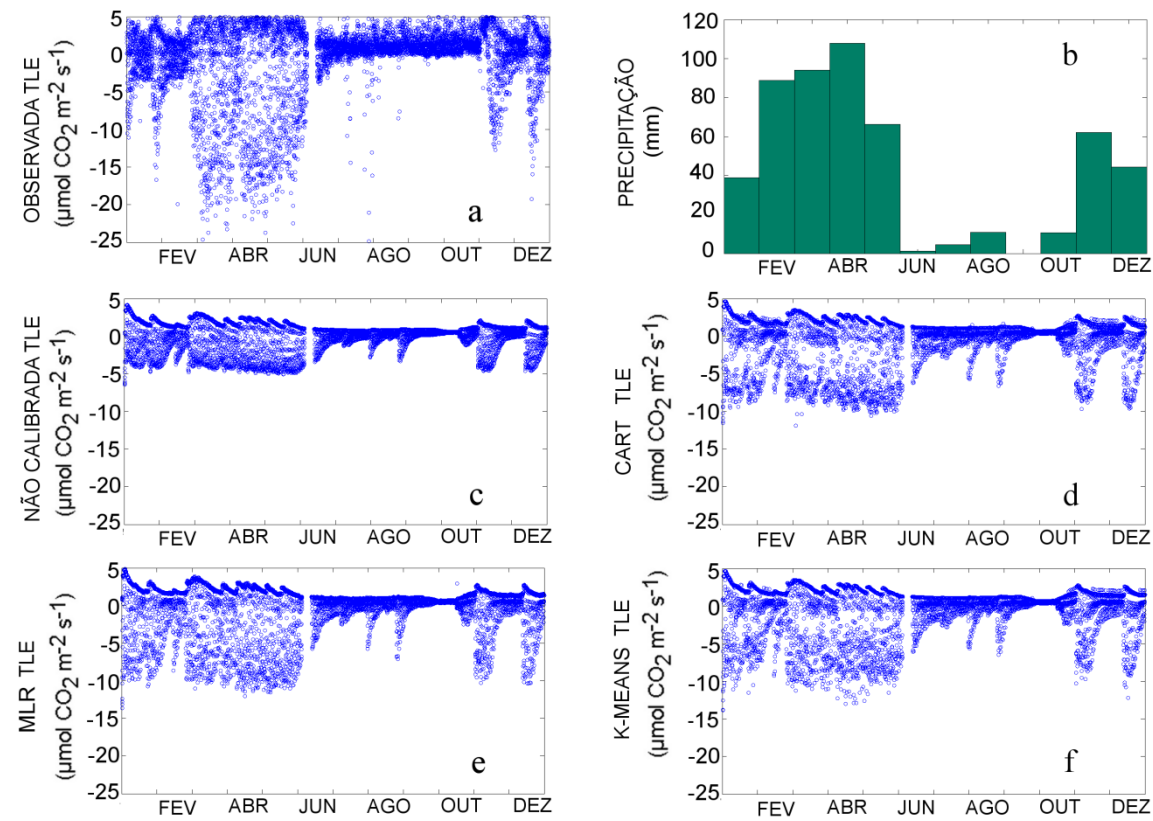 OBSERVADA TLE
(µmol CO2 m-2 s-1)
5
0
-5
-10
-15
-20
-25
a
FEV ABR JUN AGO OUT DEZ
PRECIPITAÇÃO
(mm)
120
100
80
60
40
20
0
b
FEV ABR JUN AGO OUT DEZ
NÃO CALIBRADA TLE
(µmol CO2 m-2 s-1)
5
0
-5
-10
-15
-20
-25
c
FEV ABR JUN AGO OUT DEZ
CART TLE
(µmol CO2 m-2 s-1)
5
0
-5
-10
-15
-20
-25
d
FEV ABR JUN AGO OUT DEZ
MLR TLE
(µmol CO2 m-2 s-1)
5
0
-5
-10
-15
-20
-25
e
FEV ABR JUN AGO OUT DEZ
K-MEANS TLE
(µmol CO2 m-2 s-1)
5
0
-5
-10
-15
-20
-25
f
FEV ABR JUN AGO OUT DEZ